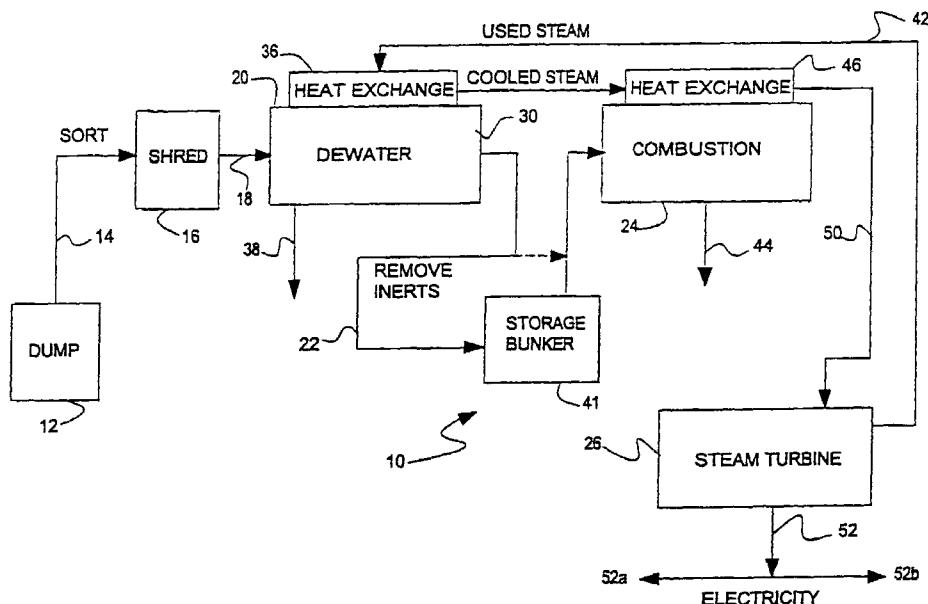 USED STEAM
42
36
COOLED STEAM
46
20
HEAT EXCHANGE
HEAT EXCHANGE
30
SORT
SHRED
DEWATER
COMBUSTION
18
14
16
38
24
44
50
REMOVE
INERTS
22
STORAGE
BUNKER
DUMP
12
41
10
26
STEAM TURBINE
52
52a
52b
ELECTRICITY